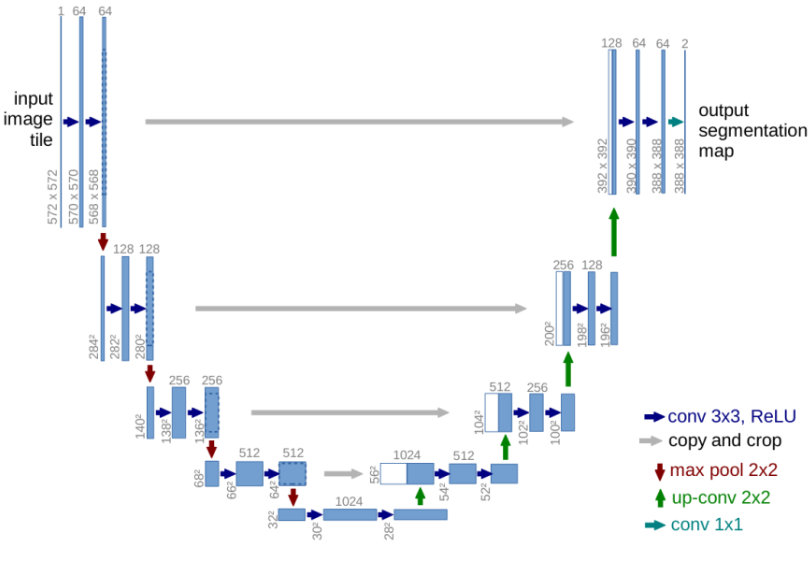 1 64 64
input
image
tile
572 x 572
570 x 570
568 x 568
128 64 64 2
output
segmentation
map
392 x 392
390 x 390
388 x 388
388 x 388
128 128
284²
282²
280²
256 128
200²
198²
196²
256 256
140²
138²
136²
512 256
104²
102²
100²
512 512
68²
66²
64²
1024 512
56²
54²
52²
1024
32²
30²
28²
conv 3x3, ReLU
copy and crop
max pool 2x2
up-conv 2x2
conv 1x1